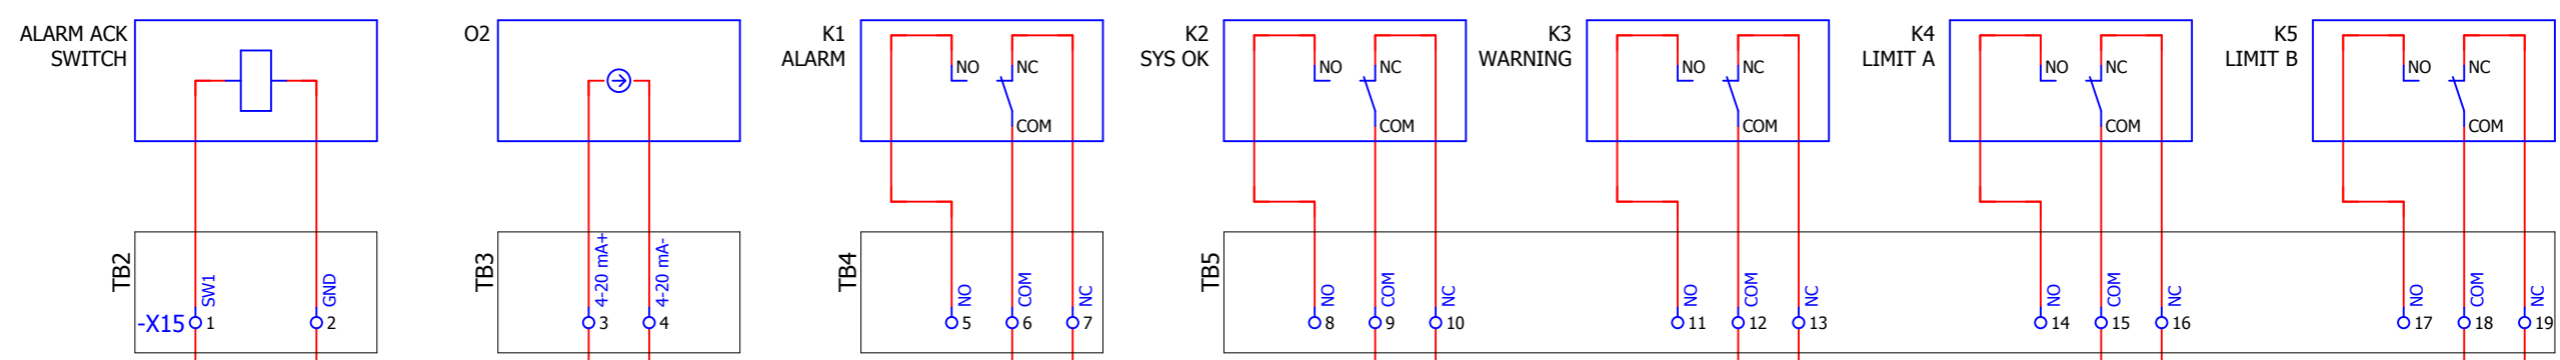 ALARM ACK
SWITCH
O2
K1
ALARM
NO
NC
COM
K2
SYS OK
NO
NC
COM
K3
WARNING
NO
NC
COM
K4
LIMIT A
NO
NC
COM
K5
LIMIT B
NO
NC
COM
TB2
SW1
GND
-X15
1
2
TB3
4-20 mA+
4-20 mA-
3
4
TB4
NO
COM
NC
5
6
7
TB5
NO
COM
NC
8
9
10
NO
COM
NC
11
12
13
NO
COM
NC
14
15
16
NO
COM
NC
17
18
19